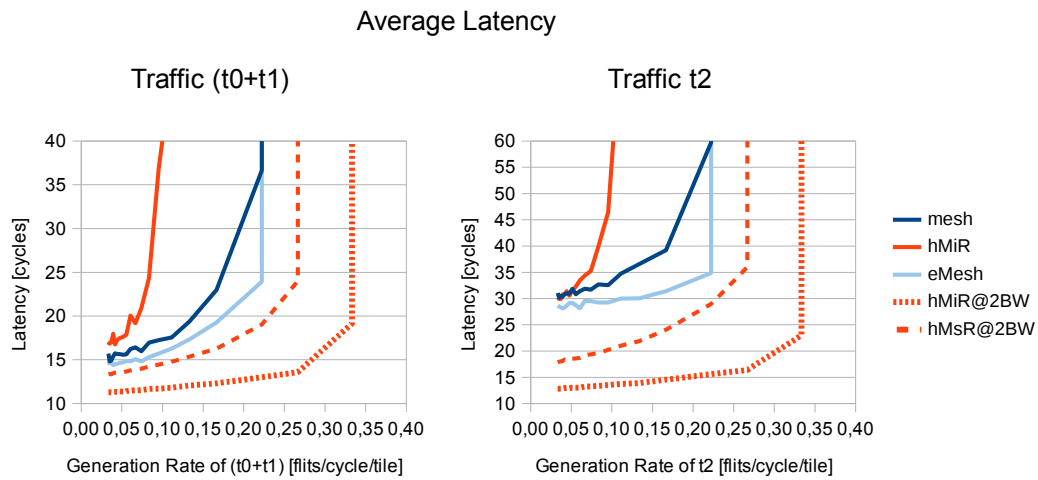 Average Latency
Traffic (t0+t1)
Traffic t2
Latency [cycles]
40
35
30
25
20
15
10
0,00 0,05 0,10 0,15 0,20 0,25 0,30 0,35 0,40
Generation Rate of (t0+t1) [flits/cycle/tile]
Latency [cycles]
60
55
50
45
40
35
30
25
20
15
10
0,00 0,05 0,10 0,15 0,20 0,25 0,30 0,35 0,40
Generation Rate of t2 [flits/cycle/tile]
mesh
hMiR
eMesh
hMiR@2BW
hMsR@2BW